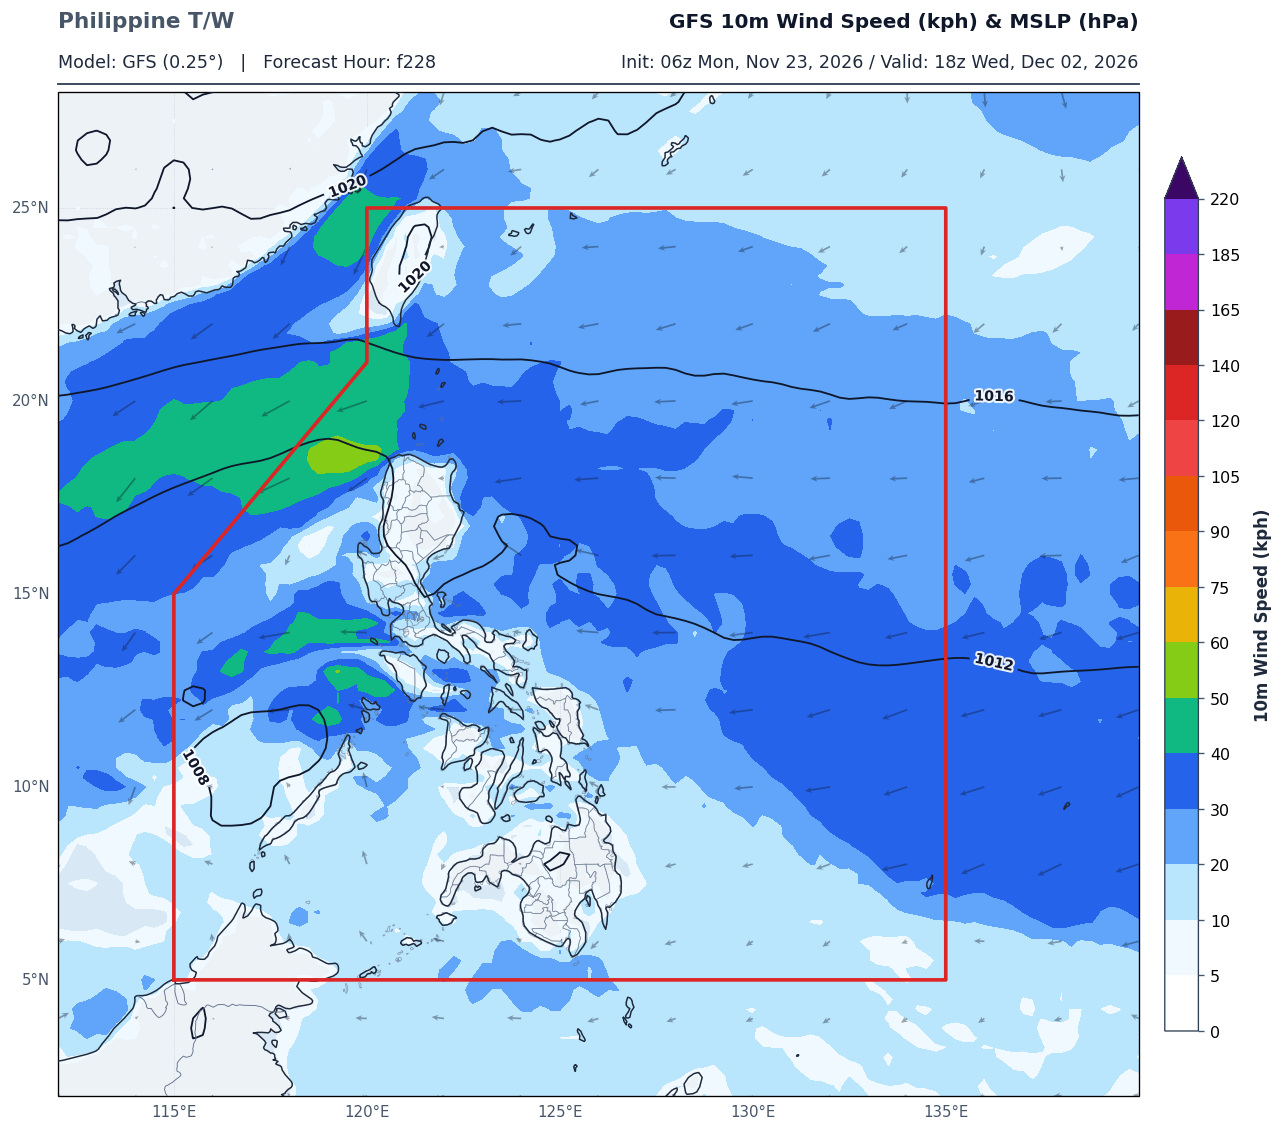 Philippine T/W
GFS 10m Wind Speed (kph) & MSLP (hPa)
Model: GFS (0.25°) | Forecast Hour: f228
Init: 06z Mon, Nov 23, 2026 / Valid: 18z Wed, Dec 02, 2026
1020
1020
1016
1012
1008
25°N
20°N
15°N
10°N
5°N
115°E
120°E
125°E
130°E
135°E
220
185
165
140
120
105
90
75
60
50
40
30
20
10
5
0
10m Wind Speed (kph)